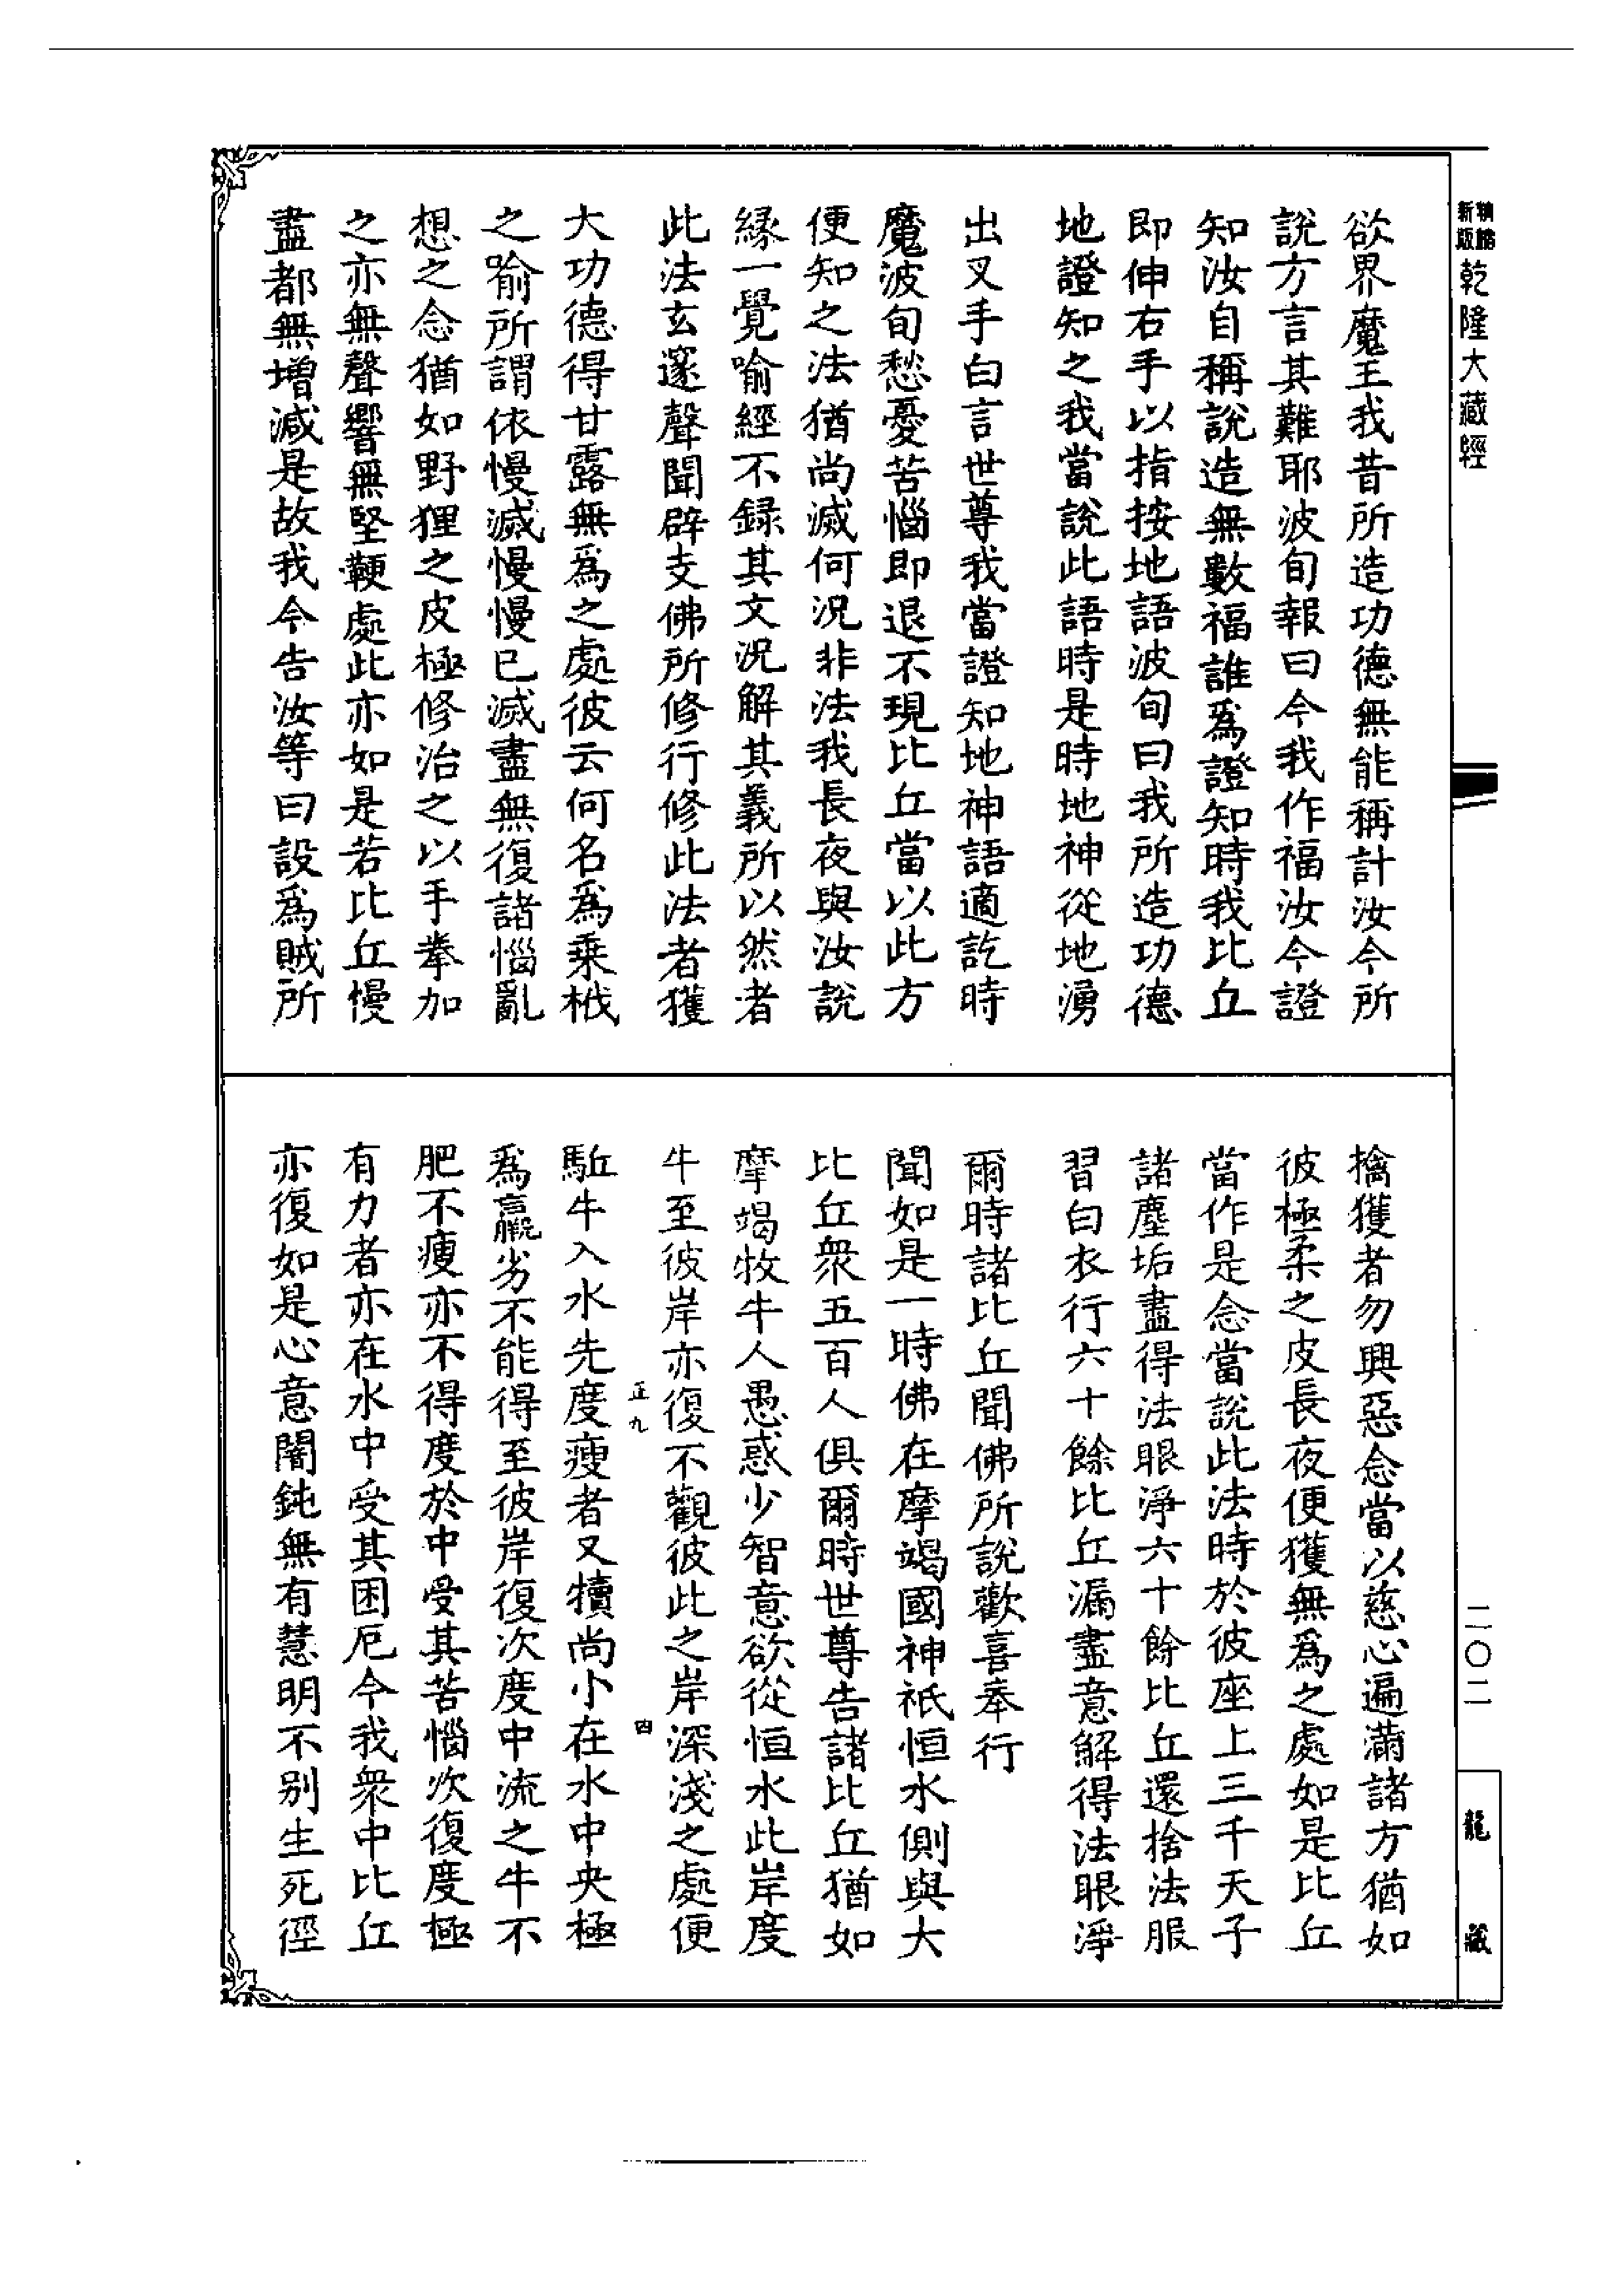 新版
精縮
乾隆大藏經
欲界魔王我昔所造功德無能稱計汝今所
說方言其難耶波旬報曰今我作福汝今證
知汝自稱說造無數福誰爲證知時我比丘
即伸右手以指按地語波旬曰我所造功德
地證知之我當說此語時是時地神從地湧
出叉手白言世尊我當證知地神語適訖時
魔波旬愁憂苦惱即退不現比丘當以此方
便知之法猶尚滅何況非法我長夜與汝說
緣一覺喻經不録其文況解其義所以然者
此法玄邃聲聞辟支佛所修行修此法者獲
大功德得甘露無爲之處彼云何名爲乘栰
之喻所謂依慢滅慢慢已滅盡無復諸惱亂
想之念猶如野狸之皮極修治之以手拳加
之亦無聲響無堅鞕處此亦如是若比丘慢
盡都無增減是故我今告汝等曰設爲賊所
擒獲者勿興惡念當以慈心遍滿諸方猶如
彼極柔之皮長夜便獲無爲之處如是比丘
當作是念當說此法時於彼座上三千天子
諸塵垢盡得法眼淨六十餘比丘還捨法服
習白衣行六十餘比丘漏盡意解得法眼淨
爾時諸比丘聞佛所說歡喜奉行
聞如是一時佛在摩竭國神祇恒水側與大
比丘衆五百人俱爾時世尊告諸比丘猶如
摩竭牧牛人愚惑少智意欲從恒水此岸度
牛至彼岸亦復不觀彼此之岸深淺之處便
正九
四
駈牛入水先度瘦者又犢尚小在水中央極
爲羸劣不能得至彼岸復次度中流之牛不
肥不瘦亦不得度於中受其苦惱次復度極
有力者亦在水中受其困厄今我衆中比丘
亦復如是心意闇鈍無有慧明不別生死徑
二〇二
龍藏